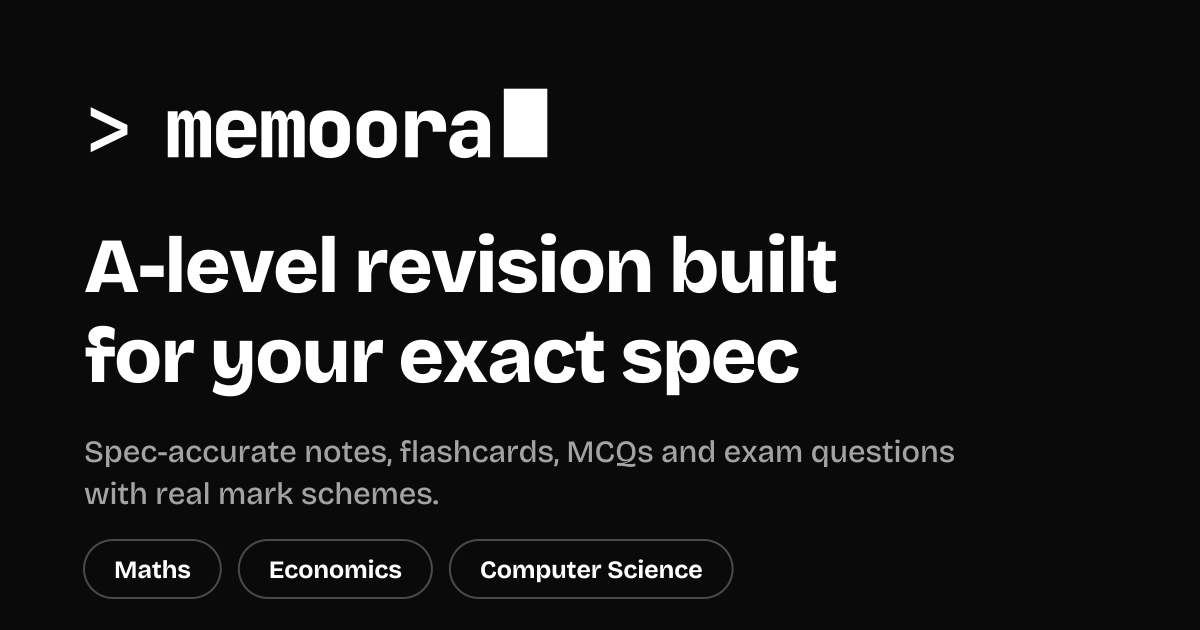 > memoora
A-level revision built
for your exact spec
Spec-accurate notes, flashcards, MCQs and exam questions
with real mark schemes.
Maths
Economics
Computer Science